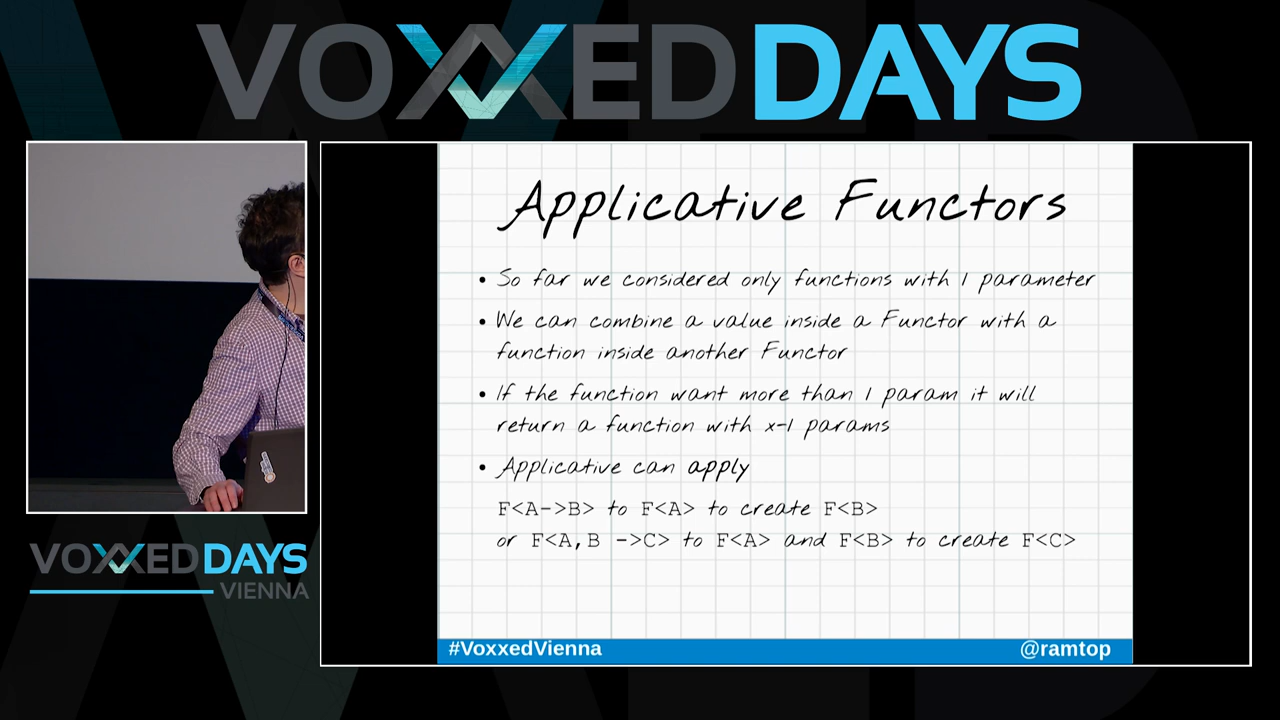 VOXXED DAYS
Applicative Functors
• So far we considered only functions with 1 parameter
• We can combine a value inside a Functor with a
function inside another Functor
• If the function want more than 1 param it will
return a function with x-1 params
• Applicative can apply
F<A->B> to F<A> to create F<B>
or F<A,B ->C> to F<A> and F<B> to create F<C>
#VoxxedVienna @ramtop
VOXXED DAYS
VIENNA